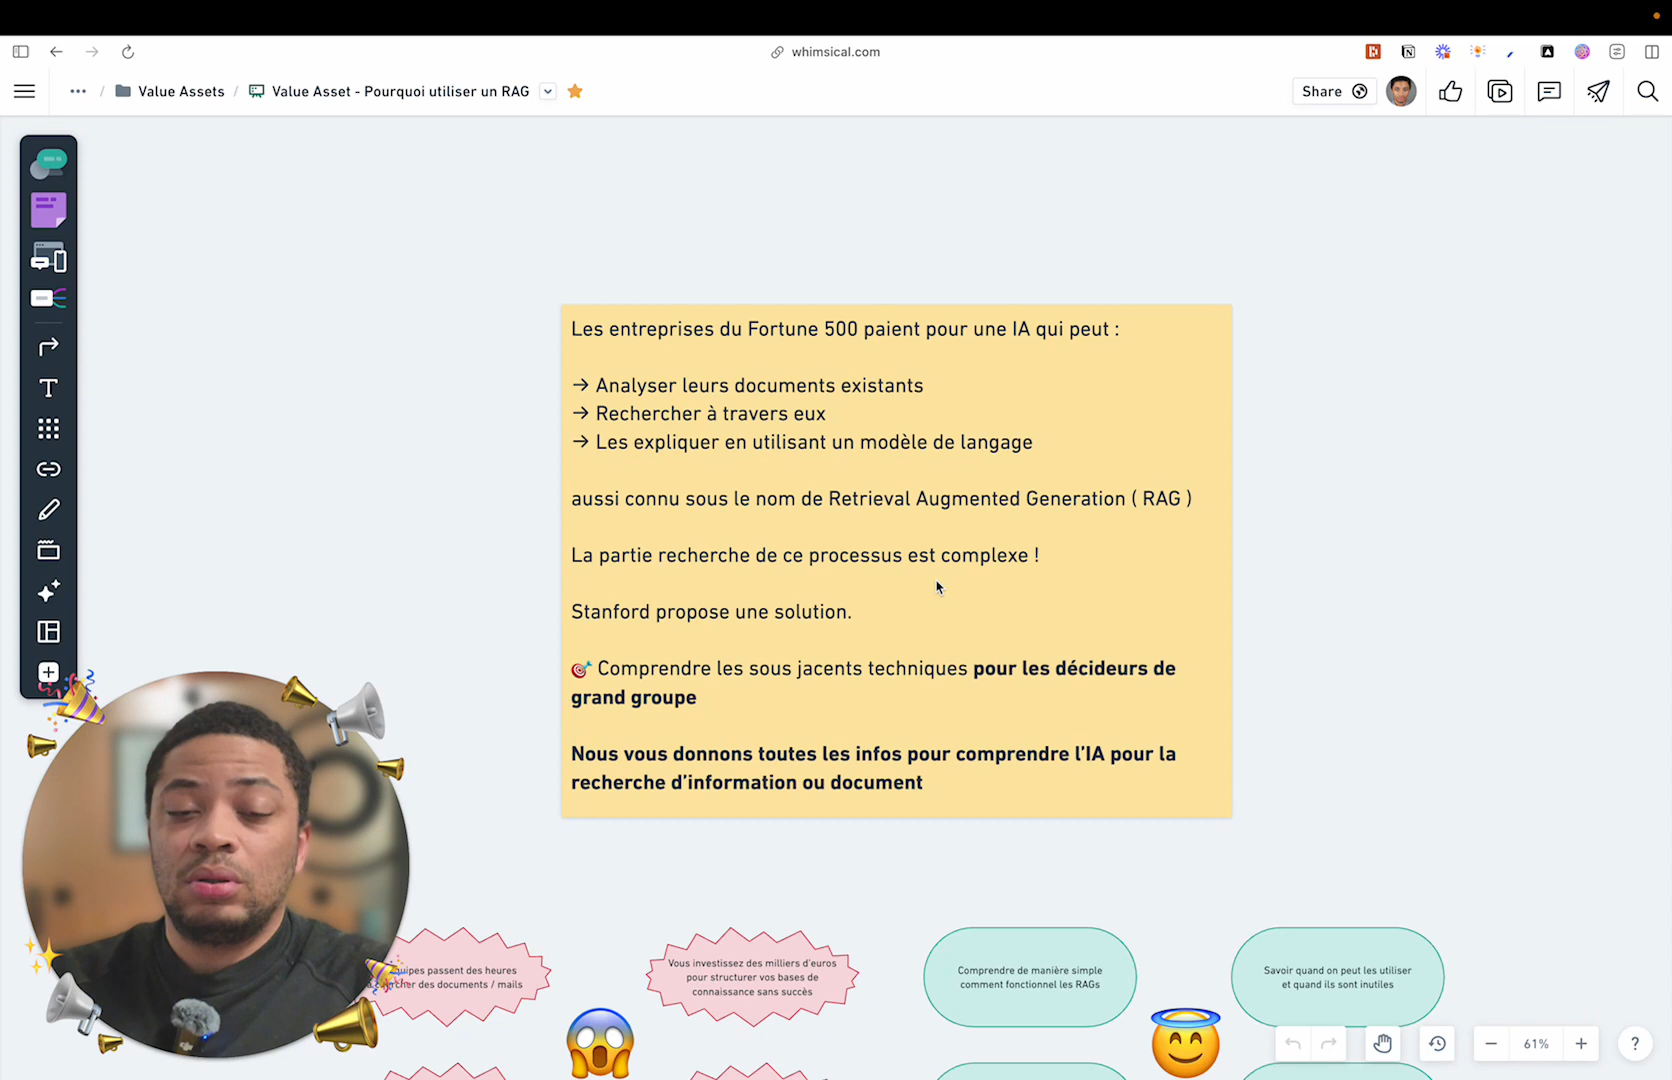 whimsical.com
Value Assets / Value Asset - Pourquoi utiliser un RAG
Share
Les entreprises du Fortune 500 paient pour une IA qui peut :
→ Analyser leurs documents existants
→ Rechercher à travers eux
→ Les expliquer en utilisant un modèle de langage
aussi connu sous le nom de Retrieval Augmented Generation ( RAG )
La partie recherche de ce processus est complexe !
Stanford propose une solution.
🎯 Comprendre les sous jacents techniques pour les décideurs de
grand groupe
Nous vous donnons toutes les infos pour comprendre l'IA pour la
recherche d'information ou document
passent des heures
des documents / mails
Vous investissez des milliers d'euros
pour structurer vos bases de
connaissance sans succès
Comprendre de manière simple
comment fonctionnel les RAGs
Savoir quand on peut les utiliser
et quand ils sont inutiles
61%